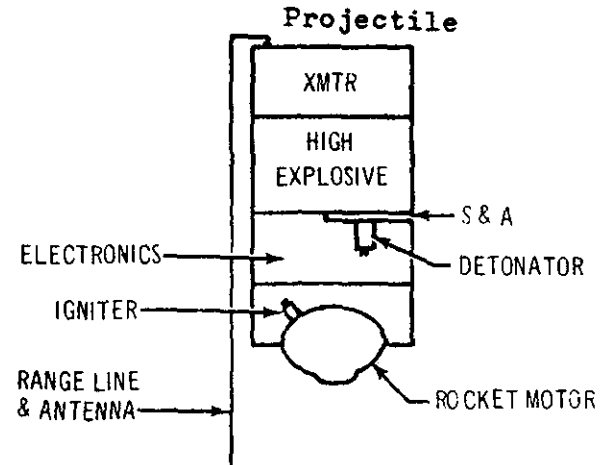 Projectile
XMTR
HIGH
EXPLOSIVE
S & A
ELECTRONICS
DETONATOR
IGNITER
RANGE LINE
& ANTENNA
ROCKET MOTOR